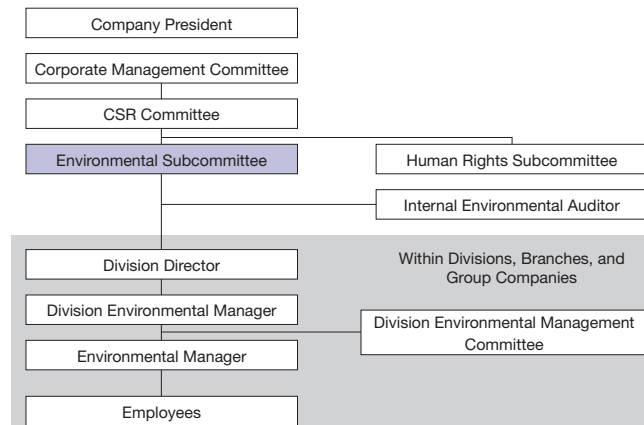 Company President
Corporate Management Committee
CSR Committee
Environmental Subcommittee
Human Rights Subcommittee
Internal Environmental Auditor
Division Director
Within Divisions, Branches, and
Group Companies
Division Environmental Manager
Division Environmental Management
Committee
Environmental Manager
Employees